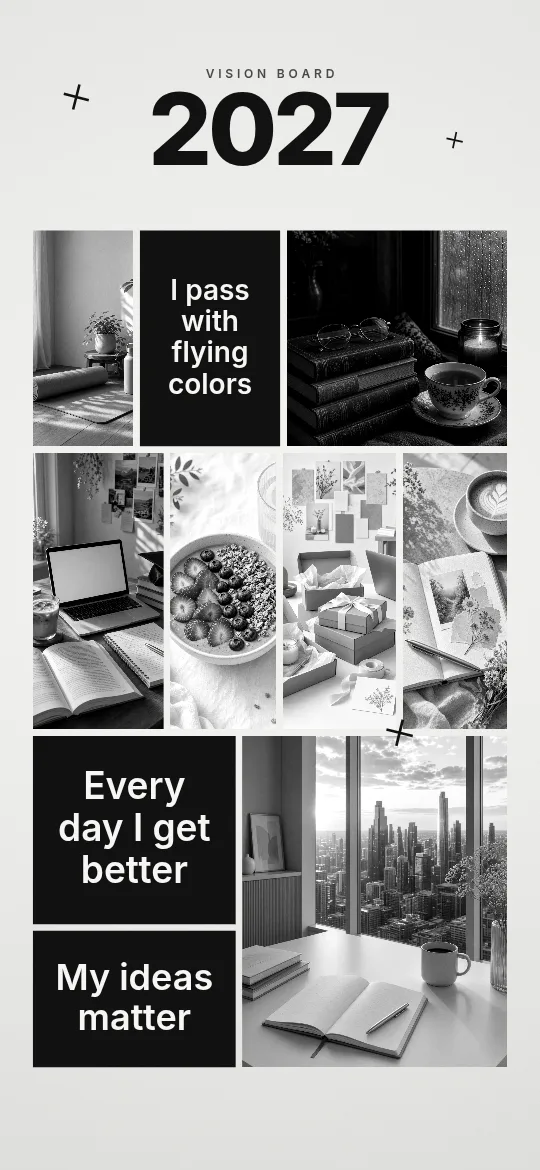 VISION BOARD
2027
I pass
with
flying
colors
Every
day I get
better
My ideas
matter